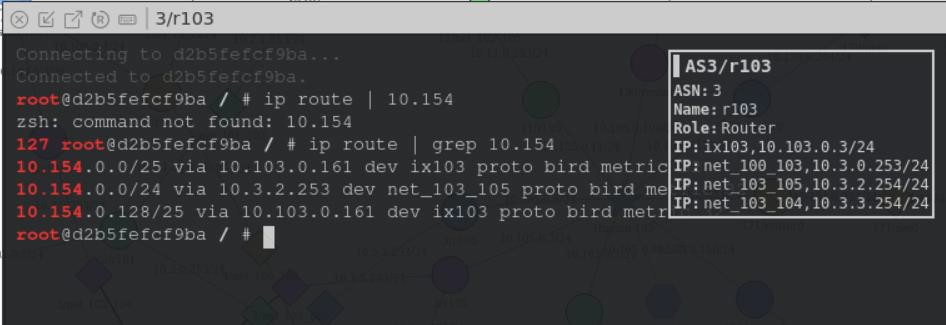 3/r103
Connecting to d2b5fefcf9ba...
Connected to d2b5fefcf9ba.
root@d2b5fefcf9ba / # ip route | 10.154
zsh: command not found: 10.154
127 root@d2b5fefcf9ba / # ip route | grep 10.154
10.154.0.0/25 via 10.103.0.161 dev ix103 proto bird metric
10.154.0.0/24 via 10.3.2.253 dev net_103_105 proto bird me
10.154.0.128/25 via 10.103.0.161 dev ix103 proto bird metr
root@d2b5fefcf9ba / #
AS3/r103
ASN: 3
Name: r103
Role: Router
IP: ix103,10.103.0.3/24
IP: net_100_103,10.3.0.253/24
IP: net_103_105,10.3.2.254/24
IP: net_103_104,10.3.3.254/24